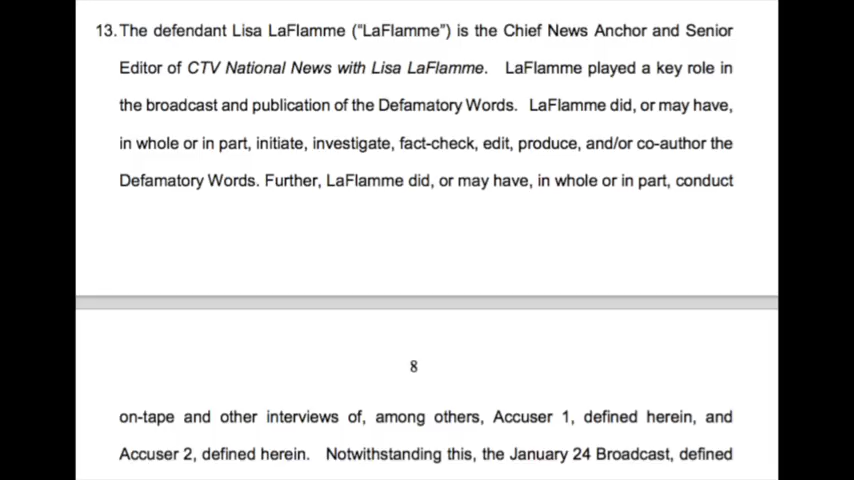 13. The defendant Lisa LaFlamme ("LaFlamme") is the Chief News Anchor and Senior
Editor of CTV National News with Lisa LaFlamme. LaFlamme played a key role in
the broadcast and publication of the Defamatory Words. LaFlamme did, or may have,
in whole or in part, initiate, investigate, fact-check, edit, produce, and/or co-author the
Defamatory Words. Further, LaFlamme did, or may have, in whole or in part, conduct
8
on-tape and other interviews of, among others, Accuser 1, defined herein, and
Accuser 2, defined herein. Notwithstanding this, the January 24 Broadcast, defined